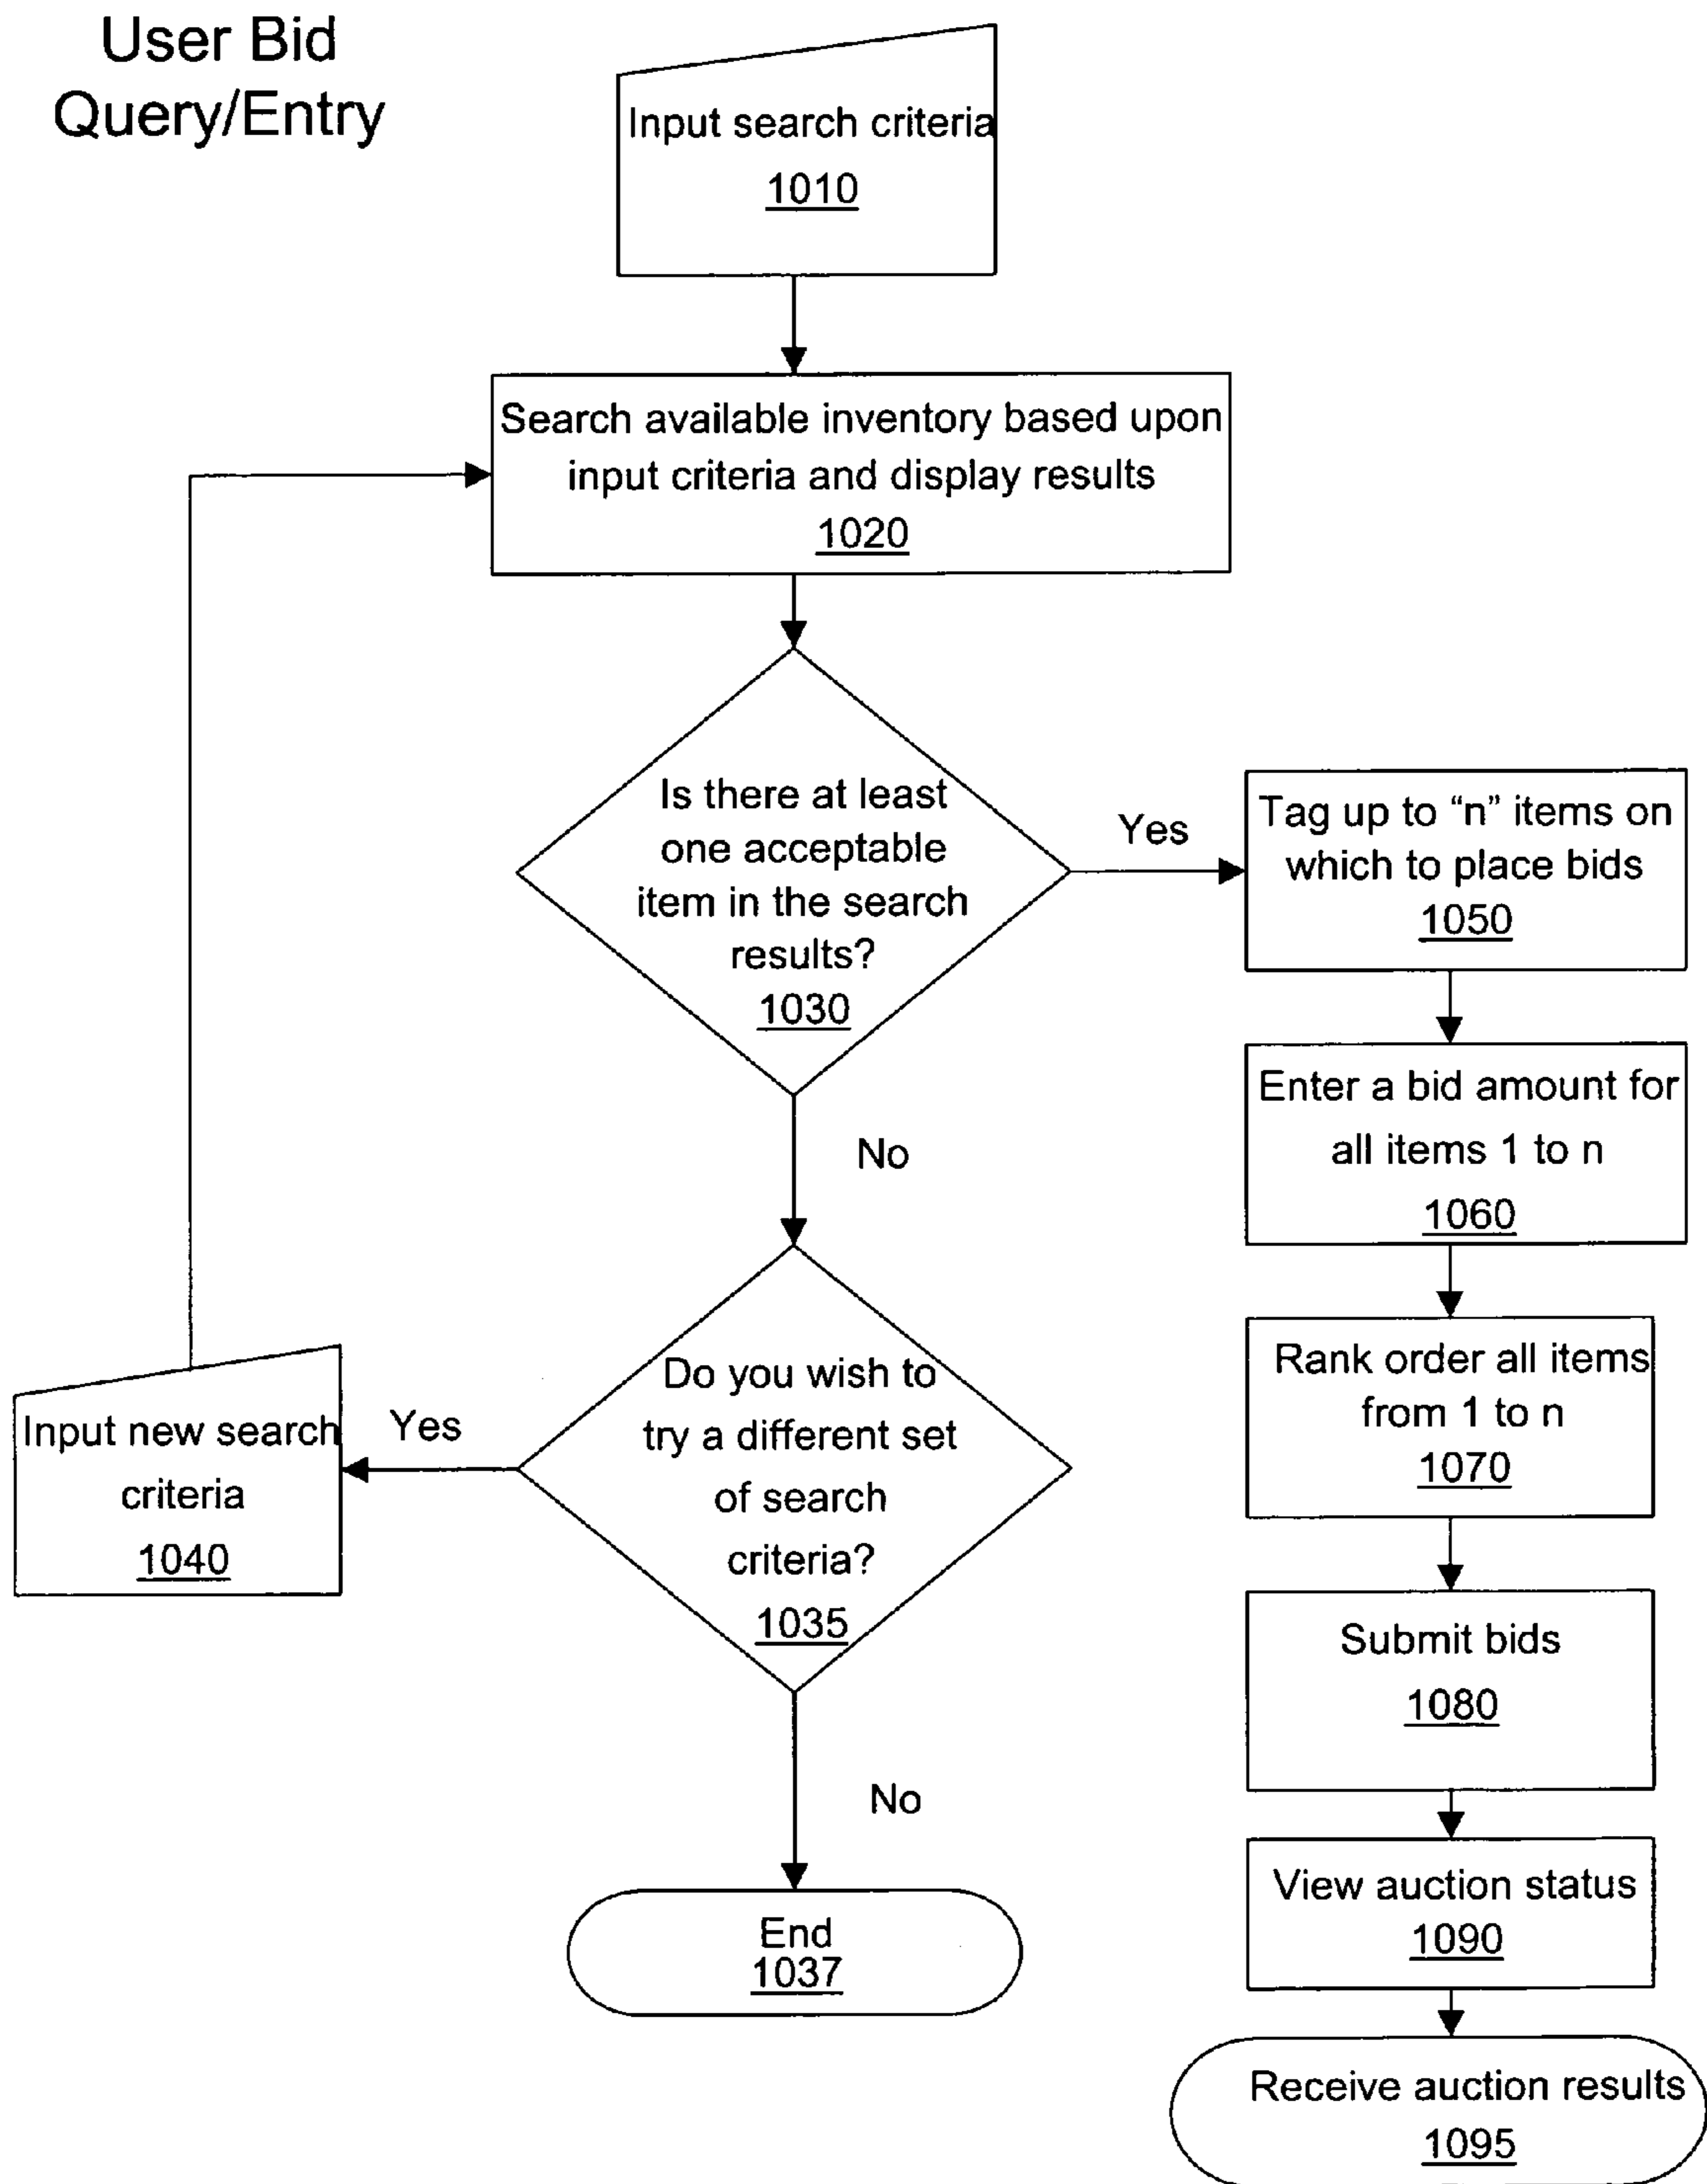 User Bid
Query/Entry
Input search criteria
1010
Search available inventory based upon
input criteria and display results
1020
Is there at least
one acceptable
item in the search
results?
1030
Yes
Tag up to “n” items on
which to place bids
1050
Enter a bid amount for
all items 1 to n
1060
No
Rank order all items
from 1 to n
1070
Do you wish to
try a different set
of search
criteria?
1035
Yes
Input new search
criteria
1040
Submit bids
1080
No
View auction status
1090
End
1037
Receive auction results
1095